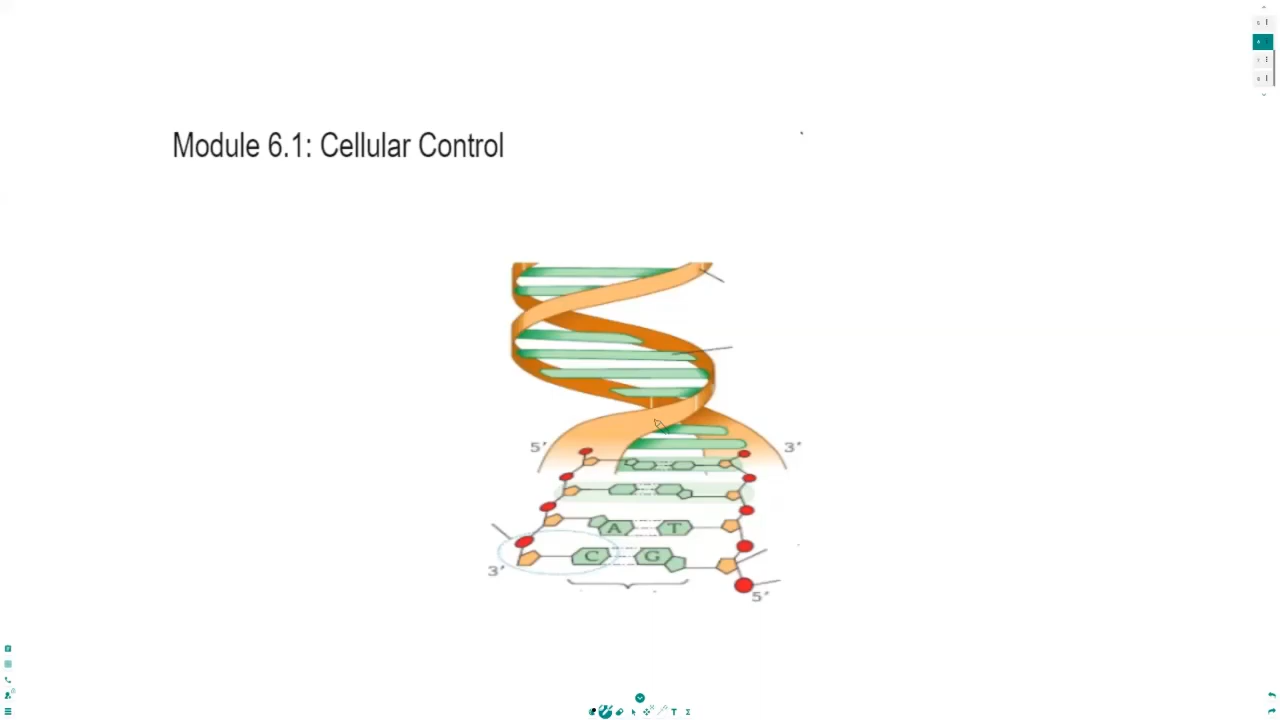 Module 6.1: Cellular Control
5' 3'
A T
C G
3' 5'
T Σ